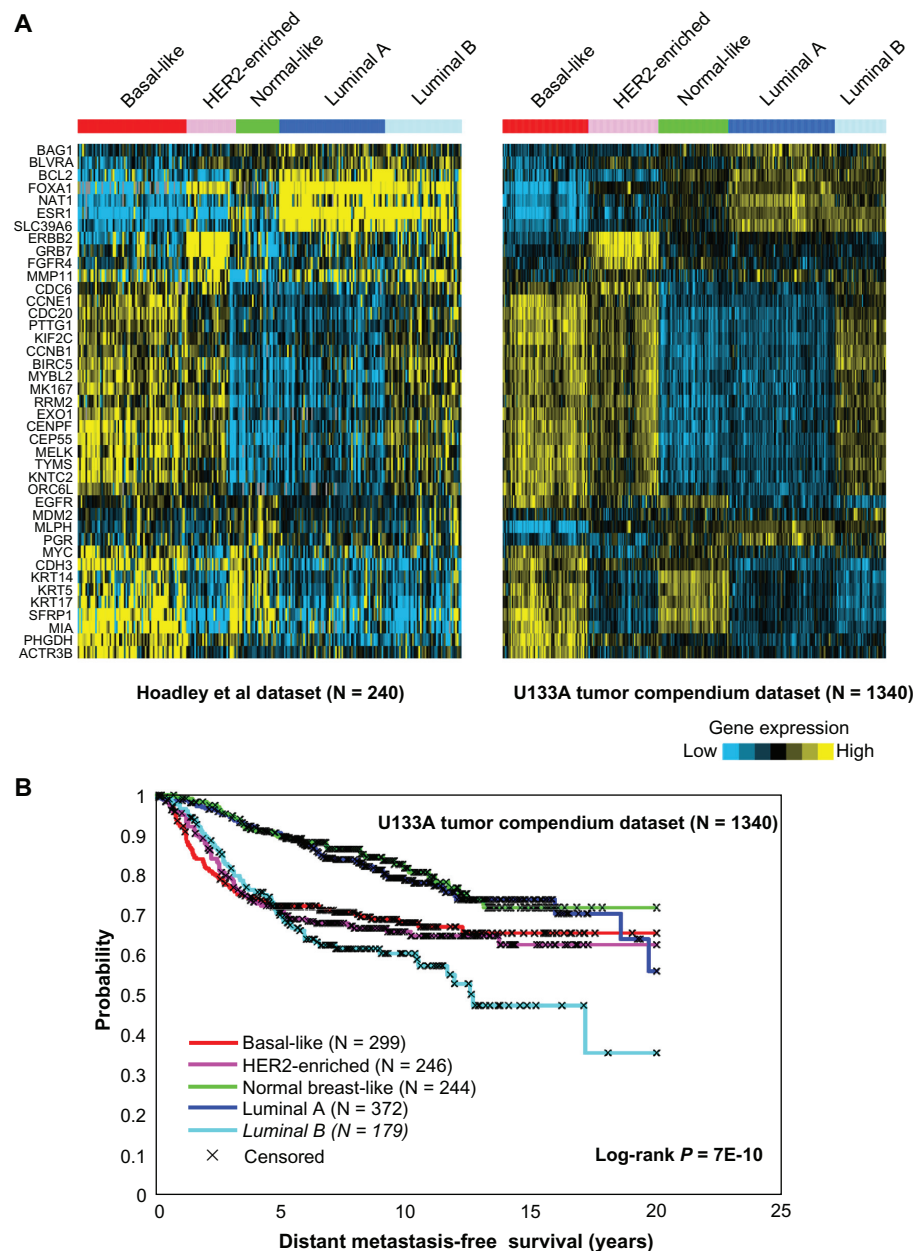 A
Basal-like
HER2-enriched
Normal-like
Luminal A
Luminal B
Basal-like
HER2-enriched
Normal-like
Luminal A
Luminal B
BAG1
BLVRA
BCL2
FOXA1
NAT1
ESR1
SLC39A6
ERBB2
GRB7
FGFR4
MMP11
CDC6
CCNE1
CDC20
PTTG1
KIF2C
CCNB1
BIRC5
MYBL2
MK167
RRM2
EXO1
CENPF
CEP55
MELK
TYMS
KNTC2
ORC6L
EGFR
MDM2
MLPH
PGR
MYC
CDH3
KRT14
KRT5
KRT17
SFRP1
MIA
PHGDH
ACTR3B
Hoadley et al dataset (N = 240)
U133A tumor compendium dataset (N = 1340)
Gene expression
Low High
B
U133A tumor compendium dataset (N = 1340)
Probability
1
0.9
0.8
0.7
0.6
0.5
0.4
0.3
0.2
0.1
0
Basal-like (N = 299)
HER2-enriched (N = 246)
Normal breast-like (N = 244)
Luminal A (N = 372)
Luminal B (N = 179)
× Censored
Log-rank P = 7E-10
0 5 10 15 20 25
Distant metastasis-free survival (years)